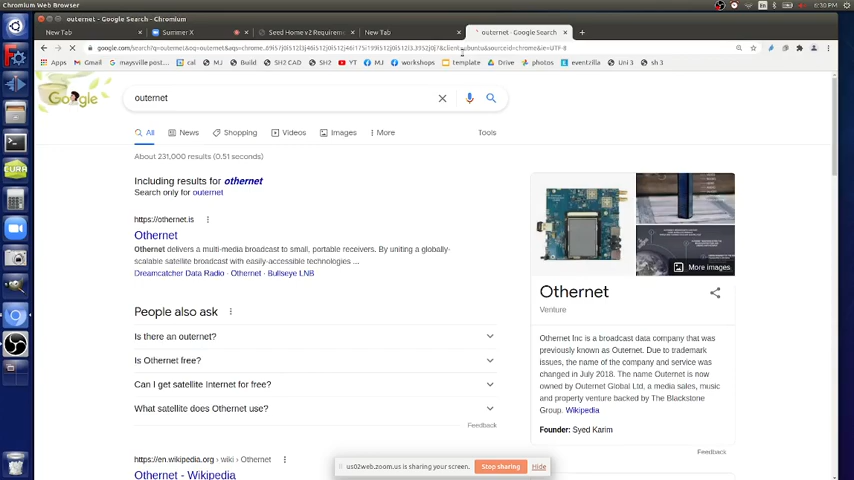 Chromium Web Browser
En
6:30 PM
outernet - Google Search - Chromium
New Tab
Summer X
Seed Home v2 Requirem
New Tab
outernet - Google Search
Apps
Gmail
maysville post...
cal
MJ
Build
SH2 CAD
SH2
YT
MJ
workshops
template
Drive
photos
eventzilla
Uni 3
sh 3
Google
outernet
All
News
Shopping
Videos
Images
More
Tools
About 231,000 results (0.51 seconds)
Including results for othernet
Search only for outernet
https://othernet.is
Othernet
Othernet delivers a multi-media broadcast to small, portable receivers. By uniting a globally-
scalable satellite broadcast with easily-accessible technologies ...
Dreamcatcher Data Radio · Othernet · Bullseye LNB
People also ask
Is there an outernet?
Is Othernet free?
Can I get satellite Internet for free?
What satellite does Othernet use?
Feedback
https://en.wikipedia.org › wiki › Othernet
Othernet - Wikipedia
More images
Othernet
Venture
Othernet Inc is a broadcast data company that was
previously known as Outernet. Due to trademark
issues, the name of the company and service was
changed in July 2018. The name Outernet is now
owned by Outernet Global Ltd, a media sales, music
and property venture backed by The Blackstone
Group. Wikipedia
Founder: Syed Karim
Feedback
us02web.zoom.us is sharing your screen.
Stop sharing
Hide
CURA